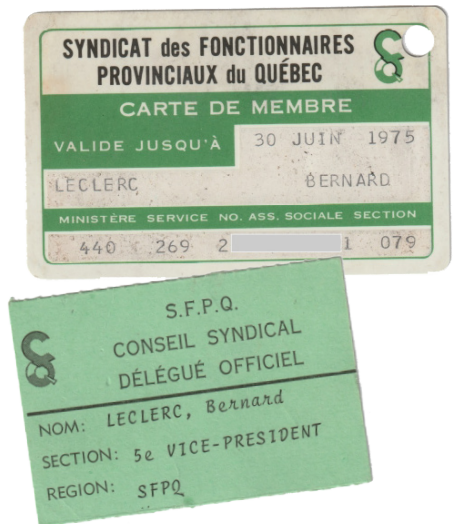 SYNDICAT des FONCTIONNAIRES
PROVINCIAUX du QUÉBEC
CARTE DE MEMBRE
VALIDE JUSQU'À 30 JUIN 1975
LECLERC BERNARD
MINISTÈRE SERVICE NO. ASS. SOCIALE SECTION
440 269 2 1 079
S.F.P.Q.
CONSEIL SYNDICAL
DÉLÉGUÉ OFFICIEL
NOM: LECLERC, Bernard
SECTION: 5e VICE-PRESIDENT
REGION: SFPQ